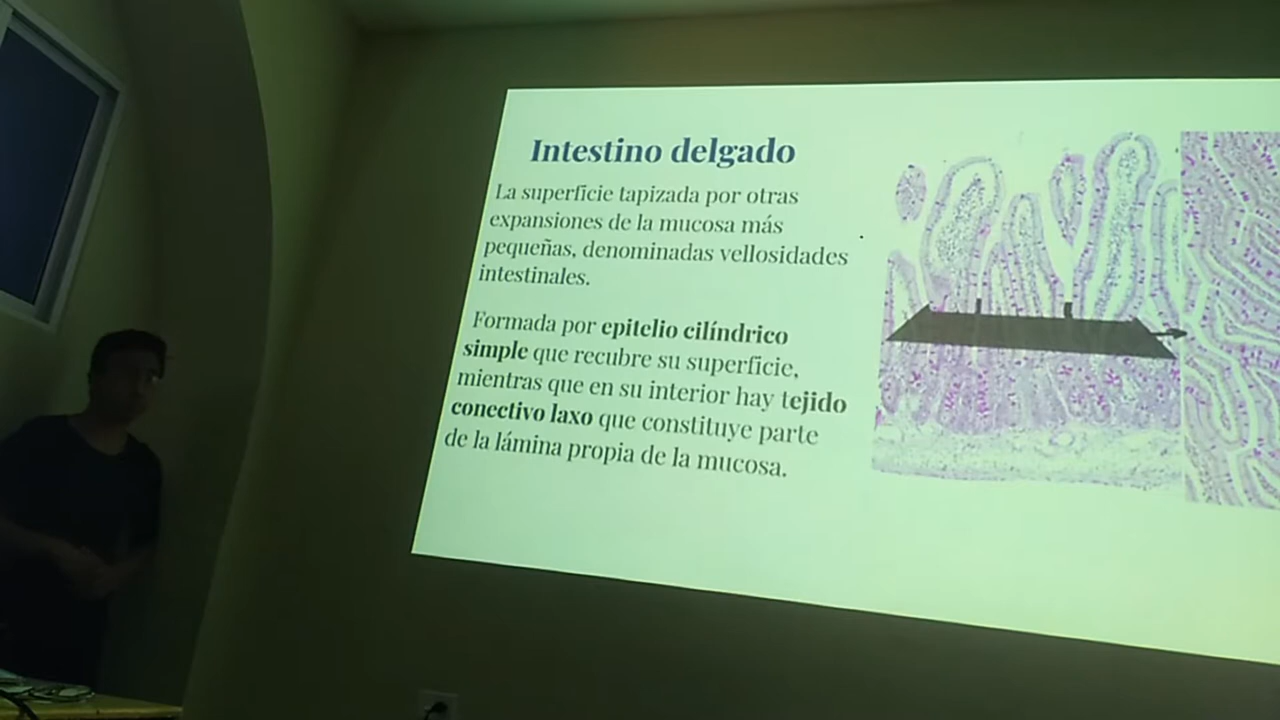 Intestino delgado
La superficie tapizada por otras
expansiones de la mucosa más
pequeñas, denominadas vellosidades
intestinales.
Formada por epitelio cilíndrico
simple que recubre su superficie,
mientras que en su interior hay tejido
conectivo laxo que constituye parte
de la lámina propia de la mucosa.